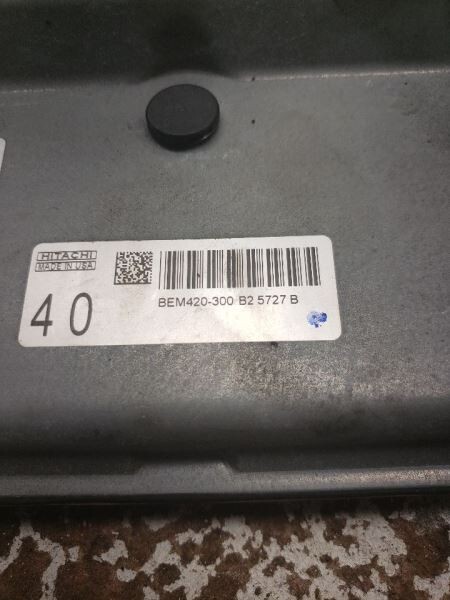 HITACHI
MADE IN USA
BEM420-300 B2 5727 B
40